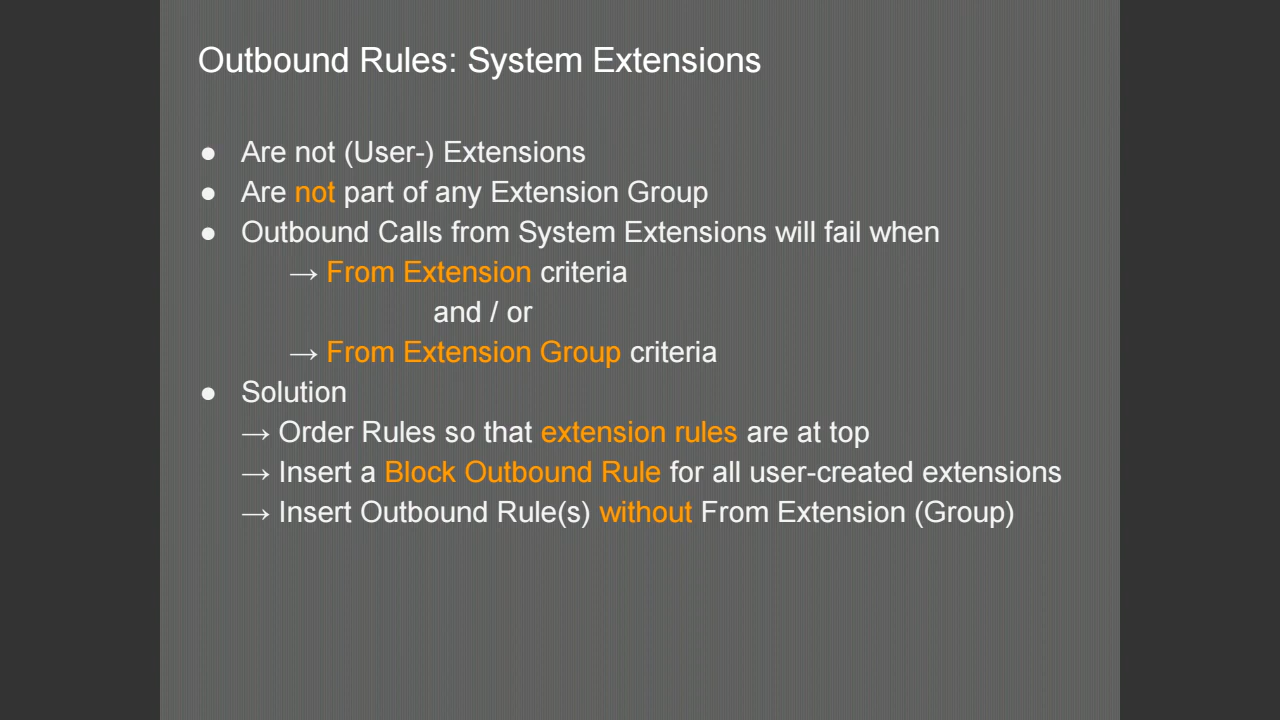 Outbound Rules: System Extensions
● Are not (User-) Extensions
● Are not part of any Extension Group
● Outbound Calls from System Extensions will fail when
→ From Extension criteria
and / or
→ From Extension Group criteria
● Solution
→ Order Rules so that extension rules are at top
→ Insert a Block Outbound Rule for all user-created extensions
→ Insert Outbound Rule(s) without From Extension (Group)